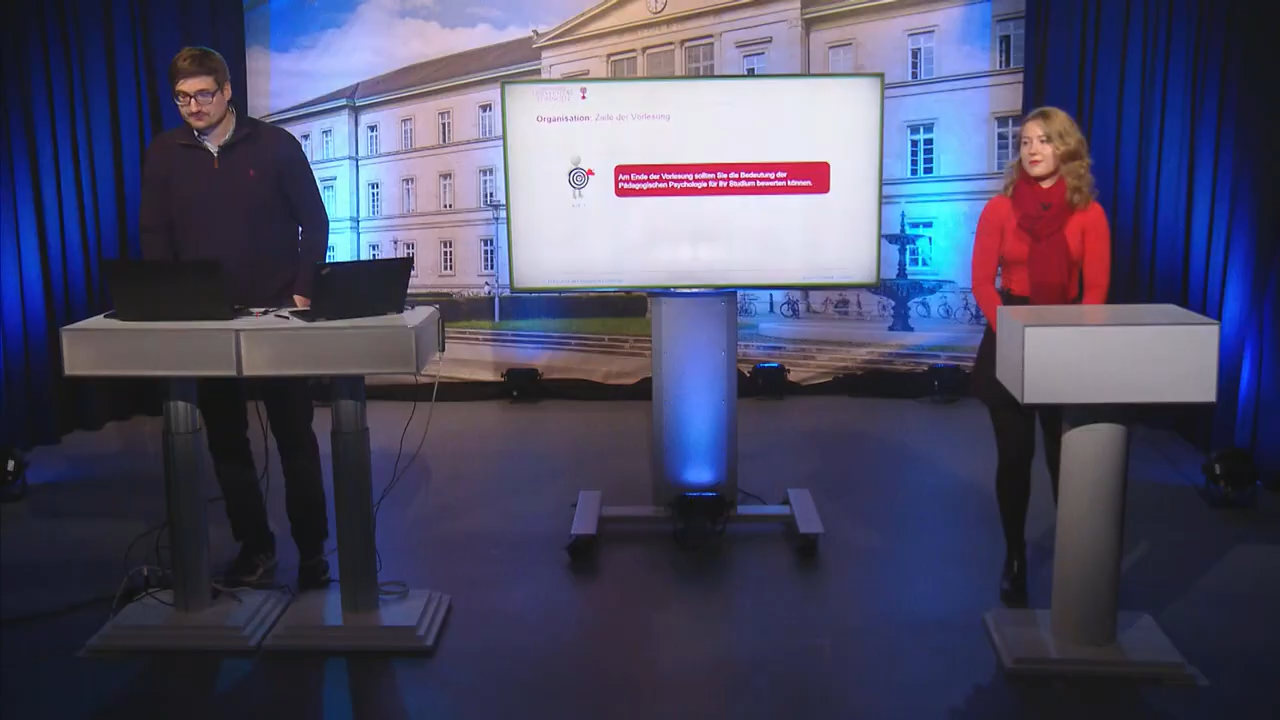 Organisation: Ziele der Vorlesung
Am Ende der Vorlesung sollten Sie die Bedeutung der
Pädagogischen Psychologie für Ihr Studium bewerten können.